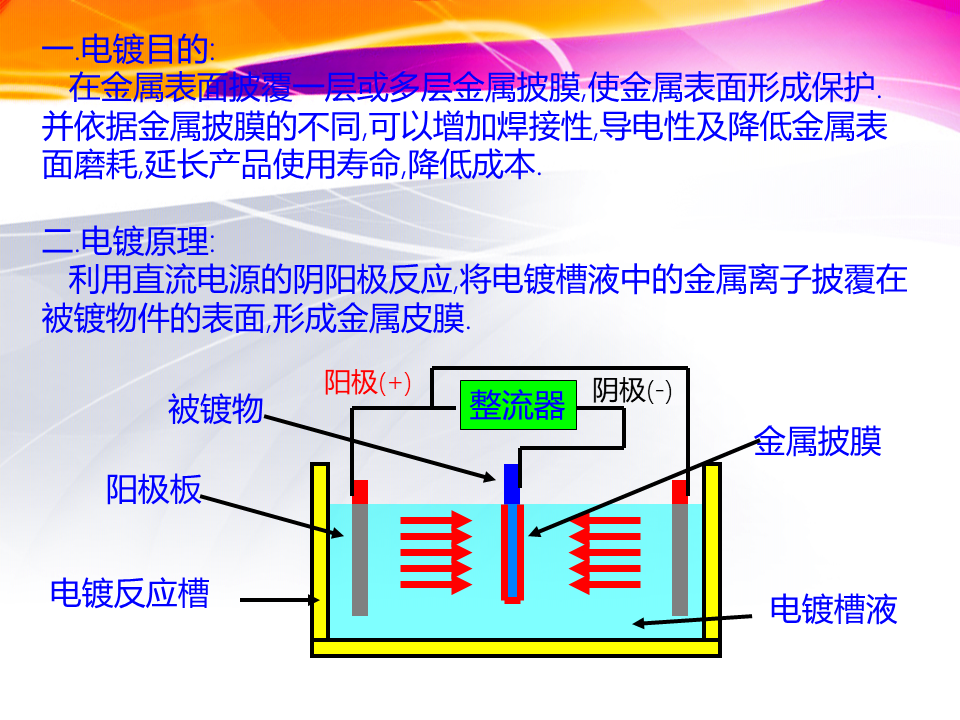 一.电镀目的:
在金属表面披覆一层或多层金属披膜,使金属表面形成保护.
并依据金属披膜的不同,可以增加焊接性,导电性及降低金属表
面磨耗,延长产品使用寿命,降低成本.
二.电镀原理:
利用直流电源的阴阳极反应,将电镀槽液中的金属离子披覆在
被镀物件的表面,形成金属皮膜.
阳极(+)
整流器
阴极(-)
被镀物
金属披膜
阳极板
电镀反应槽
电镀槽液